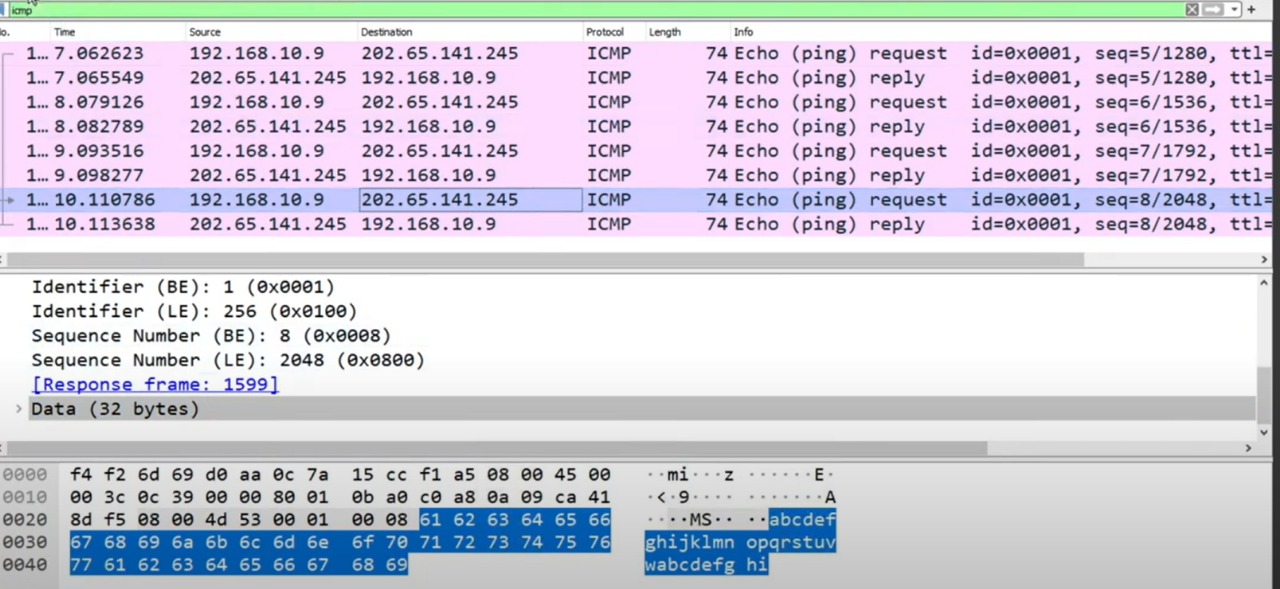 icmp
o. Time Source Destination Protocol Length Info
1… 7.062623 192.168.10.9 202.65.141.245 ICMP 74 Echo (ping) request id=0x0001, seq=5/1280, ttl=
1… 7.065549 202.65.141.245 192.168.10.9 ICMP 74 Echo (ping) reply id=0x0001, seq=5/1280, ttl=
1… 8.079126 192.168.10.9 202.65.141.245 ICMP 74 Echo (ping) request id=0x0001, seq=6/1536, ttl=
1… 8.082789 202.65.141.245 192.168.10.9 ICMP 74 Echo (ping) reply id=0x0001, seq=6/1536, ttl=
1… 9.093516 192.168.10.9 202.65.141.245 ICMP 74 Echo (ping) request id=0x0001, seq=7/1792, ttl=
1… 9.098277 202.65.141.245 192.168.10.9 ICMP 74 Echo (ping) reply id=0x0001, seq=7/1792, ttl=
1… 10.110786 192.168.10.9 202.65.141.245 ICMP 74 Echo (ping) request id=0x0001, seq=8/2048, ttl=
1… 10.113638 202.65.141.245 192.168.10.9 ICMP 74 Echo (ping) reply id=0x0001, seq=8/2048, ttl=
Identifier (BE): 1 (0x0001)
Identifier (LE): 256 (0x0100)
Sequence Number (BE): 8 (0x0008)
Sequence Number (LE): 2048 (0x0800)
[Response frame: 1599]
Data (32 bytes)
0000 f4 f2 6d 69 d0 aa 0c 7a 15 cc f1 a5 08 00 45 00 ··mi···z ······E·
0010 00 3c 0c 39 00 00 80 01 0b a0 c0 a8 0a 09 ca 41 ·<·9···· ·······A
0020 8d f5 08 00 4d 53 00 01 00 08 61 62 63 64 65 66 ····MS·· ··abcdef
0030 67 68 69 6a 6b 6c 6d 6e 6f 70 71 72 73 74 75 76 ghijklmn opqrstuv
0040 77 61 62 63 64 65 66 67 68 69 wabcdefg hi